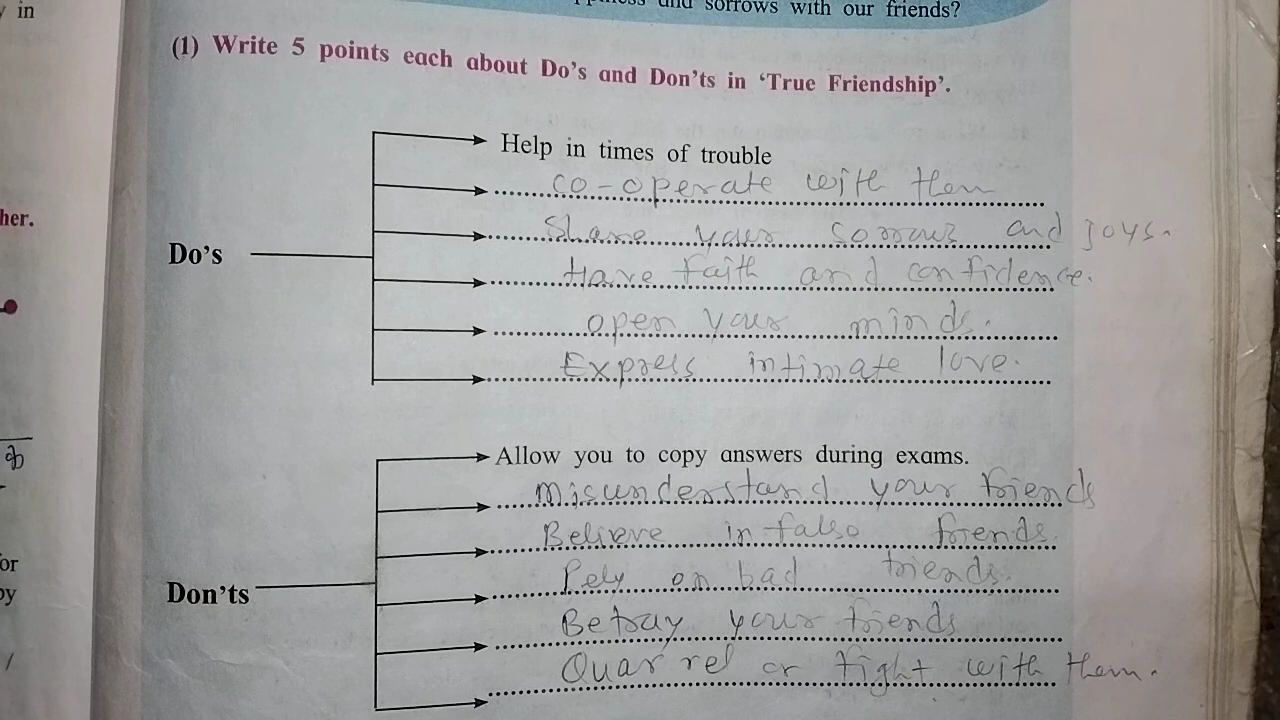 in
sorrows with our friends?
(1) Write 5 points each about Do's and Don'ts in 'True Friendship'.
Help in times of trouble
co-operate with them
Share your sorrows and joys.
her.
Do's
Have faith and confidence.
open your minds.
Express intimate love.
Allow you to copy answers during exams.
Misunderstand your friends
Believe in false friends.
or
Rely on bad friends.
Don'ts
by
Betray your friends
Quarrel or fight with them.